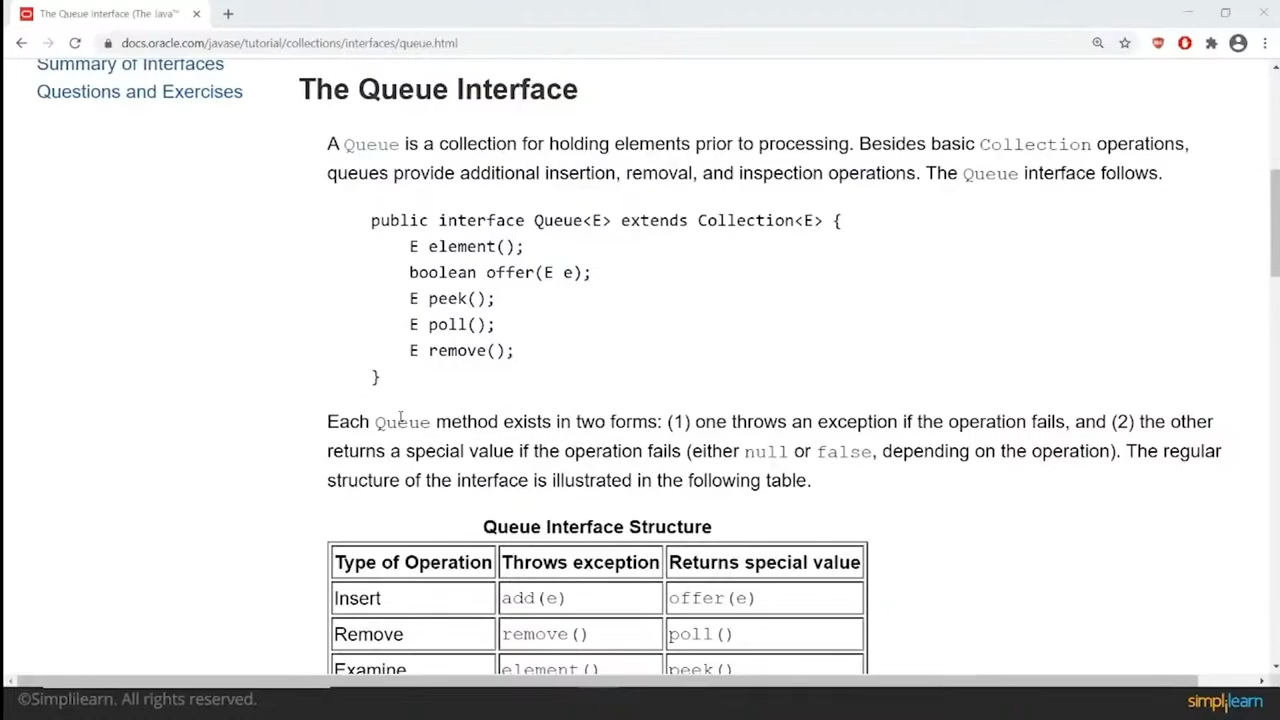 The Queue Interface (The Java™
docs.oracle.com/javase/tutorial/collections/interfaces/queue.html
Summary of Interfaces
Questions and Exercises
The Queue Interface
A Queue is a collection for holding elements prior to processing. Besides basic Collection operations,
queues provide additional insertion, removal, and inspection operations. The Queue interface follows.
public interface Queue<E> extends Collection<E> {
E element();
boolean offer(E e);
E peek();
E poll();
E remove();
}
Each Queue method exists in two forms: (1) one throws an exception if the operation fails, and (2) the other
returns a special value if the operation fails (either null or false, depending on the operation). The regular
structure of the interface is illustrated in the following table.
Queue Interface Structure
Type of Operation Throws exception Returns special value
Insert add(e) offer(e)
Remove remove() poll()
Examine element() peek()
©Simplilearn. All rights reserved.
simplilearn